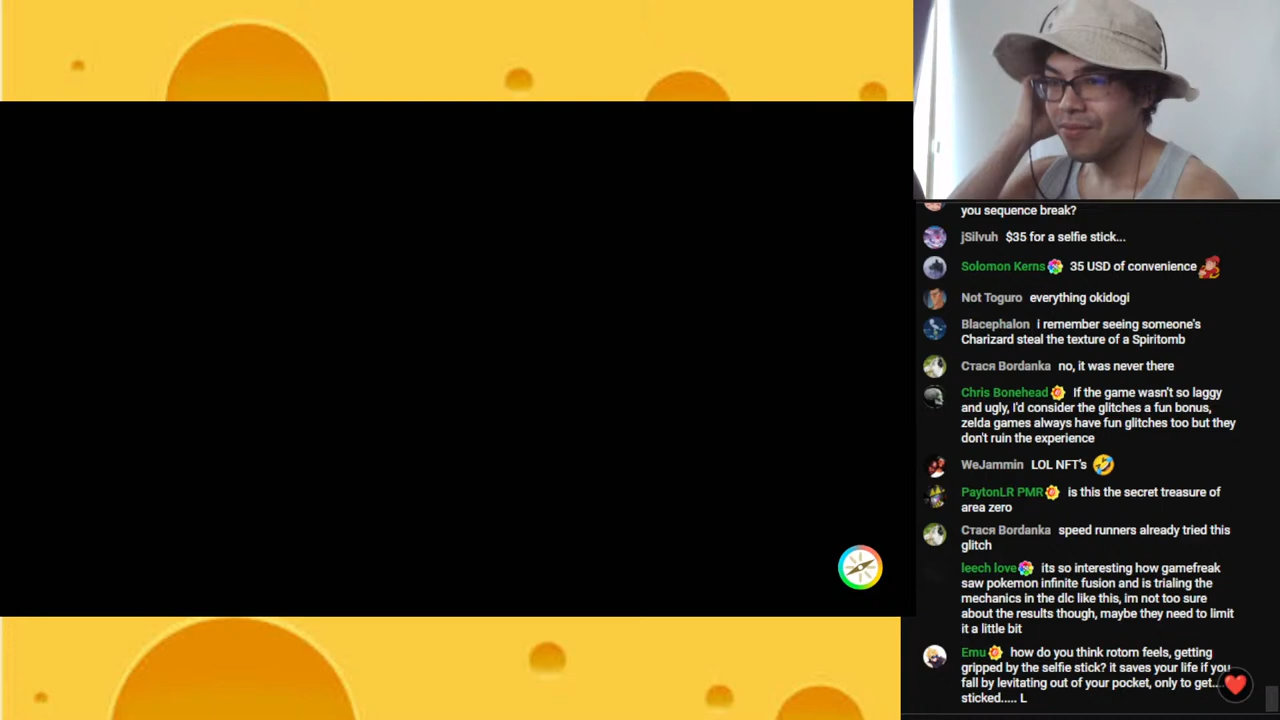 you sequence break?
jSilvuh $35 for a selfie stick...
Solomon Kerns 35 USD of convenience
Not Toguro everything okidogi
Blacephalon i remember seeing someone's
Charizard steal the texture of a Spiritomb
Стася Bordanka no, it was never there
Chris Bonehead If the game wasn't so laggy
and ugly, I'd consider the glitches a fun bonus,
zelda games always have fun glitches too but they
don't ruin the experience
WeJammin LOL NFT's
PaytonLR PMR is this the secret treasure of
area zero
Стася Bordanka speed runners already tried this
glitch
leech love its so interesting how gamefreak
saw pokemon infinite fusion and is trialing the
mechanics in the dlc like this, im not too sure
about the results though, maybe they need to limit
it a little bit
Emu how do you think rotom feels, getting
gripped by the selfie stick? it saves your life if you
fall by levitating out of your pocket, only to get....
sticked..... L